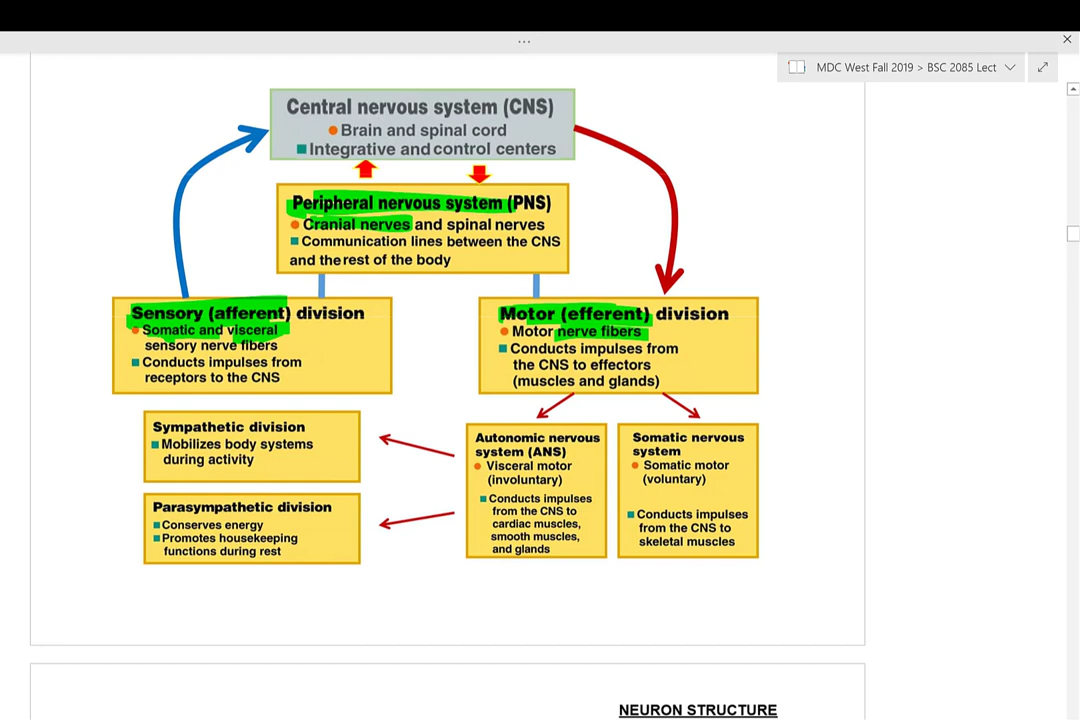 MDC West Fall 2019 > BSC 2085 Lect
Central nervous system (CNS)
Brain and spinal cord
Integrative and control centers
Peripheral nervous system (PNS)
Cranial nerves and spinal nerves
Communication lines between the CNS
and the rest of the body
Sensory (afferent) division
Somatic and visceral
sensory nerve fibers
Conducts impulses from
receptors to the CNS
Motor (efferent) division
Motor nerve fibers
Conducts impulses from
the CNS to effectors
(muscles and glands)
Sympathetic division
Mobilizes body systems
during activity
Parasympathetic division
Conserves energy
Promotes housekeeping
functions during rest
Autonomic nervous
system (ANS)
Visceral motor
(involuntary)
Conducts impulses
from the CNS to
cardiac muscles,
smooth muscles,
and glands
Somatic nervous
system
Somatic motor
(voluntary)
Conducts impulses
from the CNS to
skeletal muscles
NEURON STRUCTURE